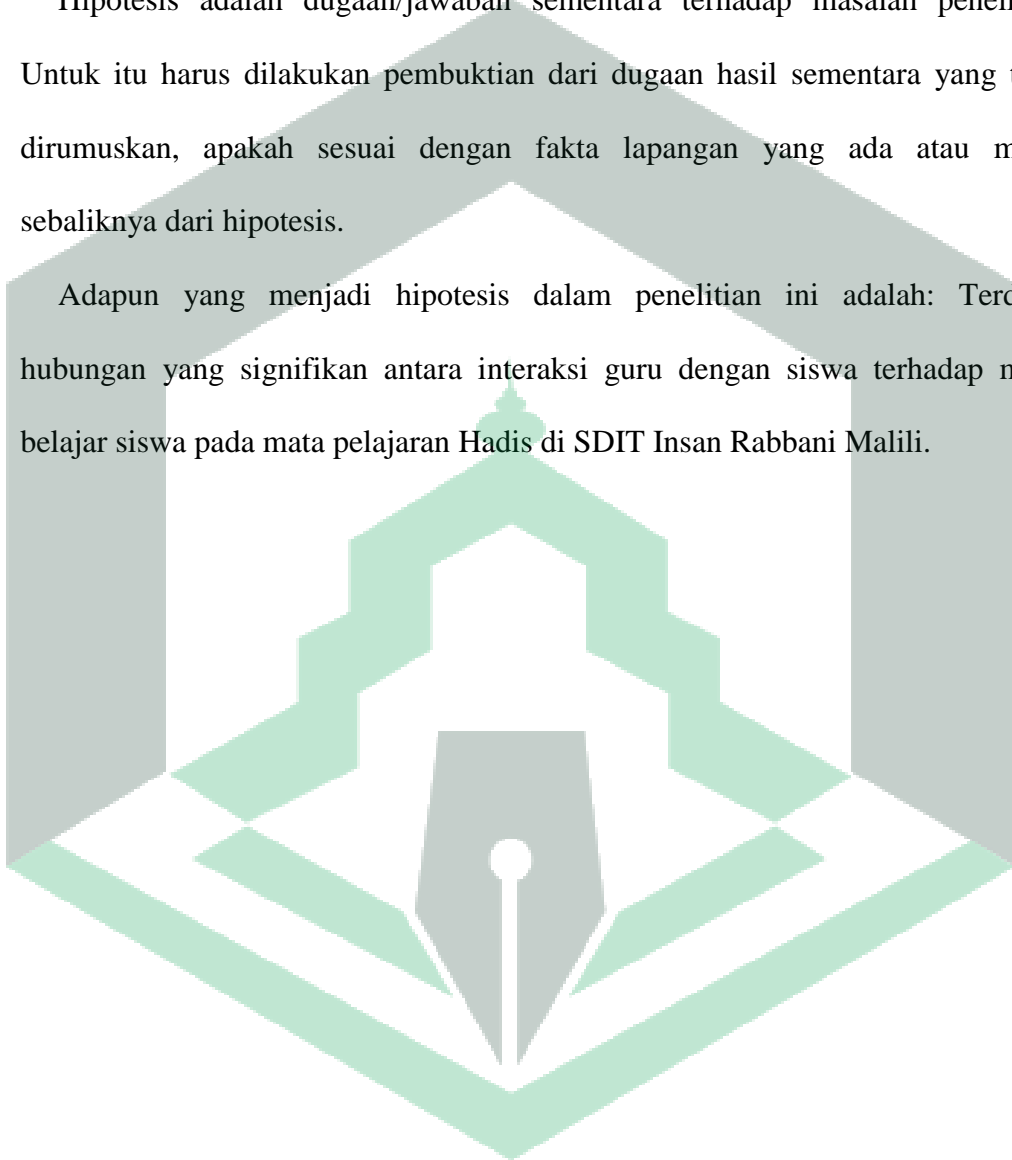 Hipotesis adalah dugaan/jawaban sementara terhadap masalah
Untuk itu harus dilakukan pembuktian dari dugaan hasil sementara yang
dirumuskan, apakah sesuai dengan fakta lapangan yang ada atau
sebaliknya dari hipotesis.
Adapun yang menjadi hipotesis dalam penelitian ini adalah:
hubungan yang signifikan antara interaksi guru dengan siswa terhadap
belajar siswa pada mata pelajaran Hadis di SDIT Insan Rabbani Malili.